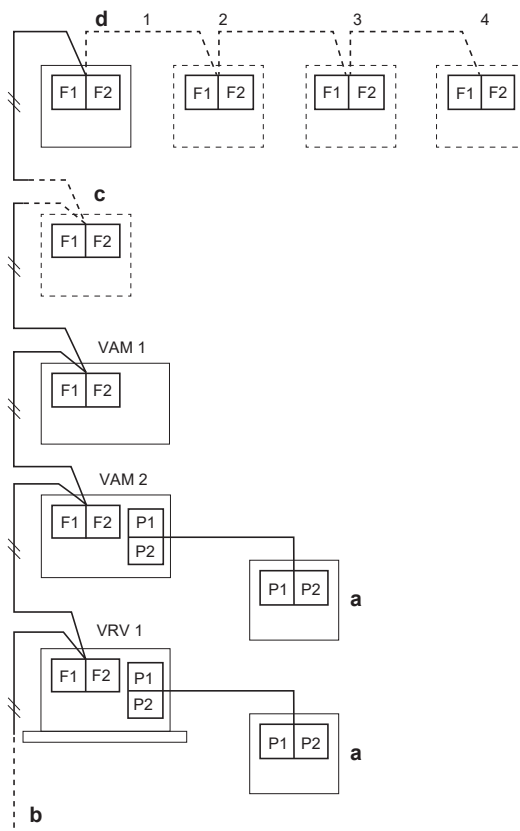 d 1 2 3 4
F1 F2 F1 F2 F1 F2 F1 F2
c
F1 F2
VAM 1
F1 F2
VAM 2
F1 F2 P1
P2
P1 P2 a
VRV 1
F1 F2 P1
P2
P1 P2 a
b